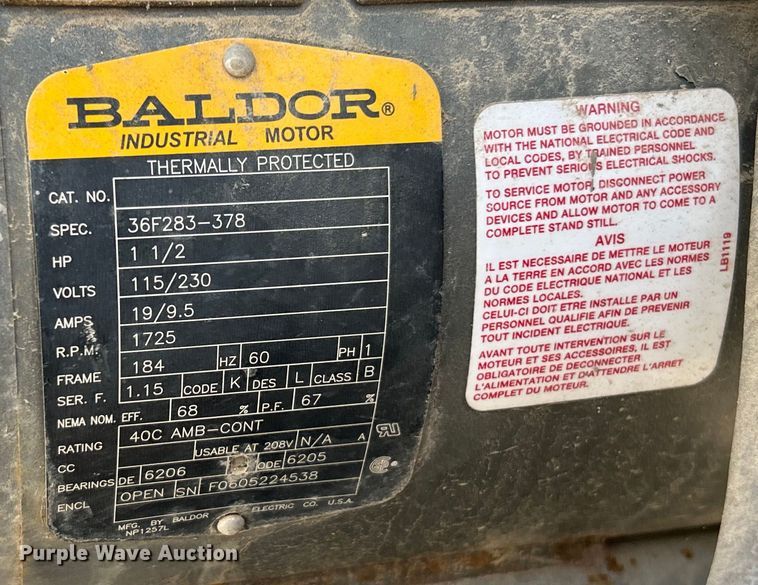 BALDOR®
INDUSTRIAL MOTOR
THERMALLY PROTECTED
CAT. NO.
SPEC. 36F283-378
HP 1 1/2
VOLTS 115/230
AMPS 19/9.5
R.P.M. 1725
FRAME 184 HZ 60 PH 1
SER. F. 1.15 CODE K DES L CLASS B
NEMA NOM. EFF. 68 % P.F. 67 %
RATING 40C AMB-CONT
CC USABLE AT 208V N/A A
BEARINGS DE 6206 ODE 6205
ENCL OPEN SN F0605224538
MFG. BY BALDOR ELECTRIC CO. U.S.A.
NP1257L
WARNING
MOTOR MUST BE GROUNDED IN ACCORDANCE
WITH THE NATIONAL ELECTRICAL CODE AND
LOCAL CODES, BY TRAINED PERSONNEL
TO PREVENT SERIOUS ELECTRICAL SHOCKS.
TO SERVICE MOTOR, DISCONNECT POWER
SOURCE FROM MOTOR AND ANY ACCESSORY
DEVICES AND ALLOW MOTOR TO COME TO A
COMPLETE STAND STILL.
AVIS
IL EST NECESSAIRE DE METTRE LE MOTEUR
A LA TERRE EN ACCORD AVEC LES NORMES
DU CODE ELECTRIQUE NATIONAL ET LES
NORMES LOCALES.
CELUI-CI DOIT ETRE INSTALLE PAR UN
PERSONNEL QUALIFIE AFIN DE PREVENIR
TOUT INCIDENT ELECTRIQUE.
AVANT TOUTE INTERVENTION SUR LE
MOTEUR ET SES ACCESSOIRES, IL EST
OBLIGATOIRE DE DECONNECTER
L'ALIMENTATION ET D'ATTENDRE L'ARRET
COMPLET DU MOTEUR.
LB1119
Purple Wave Auction